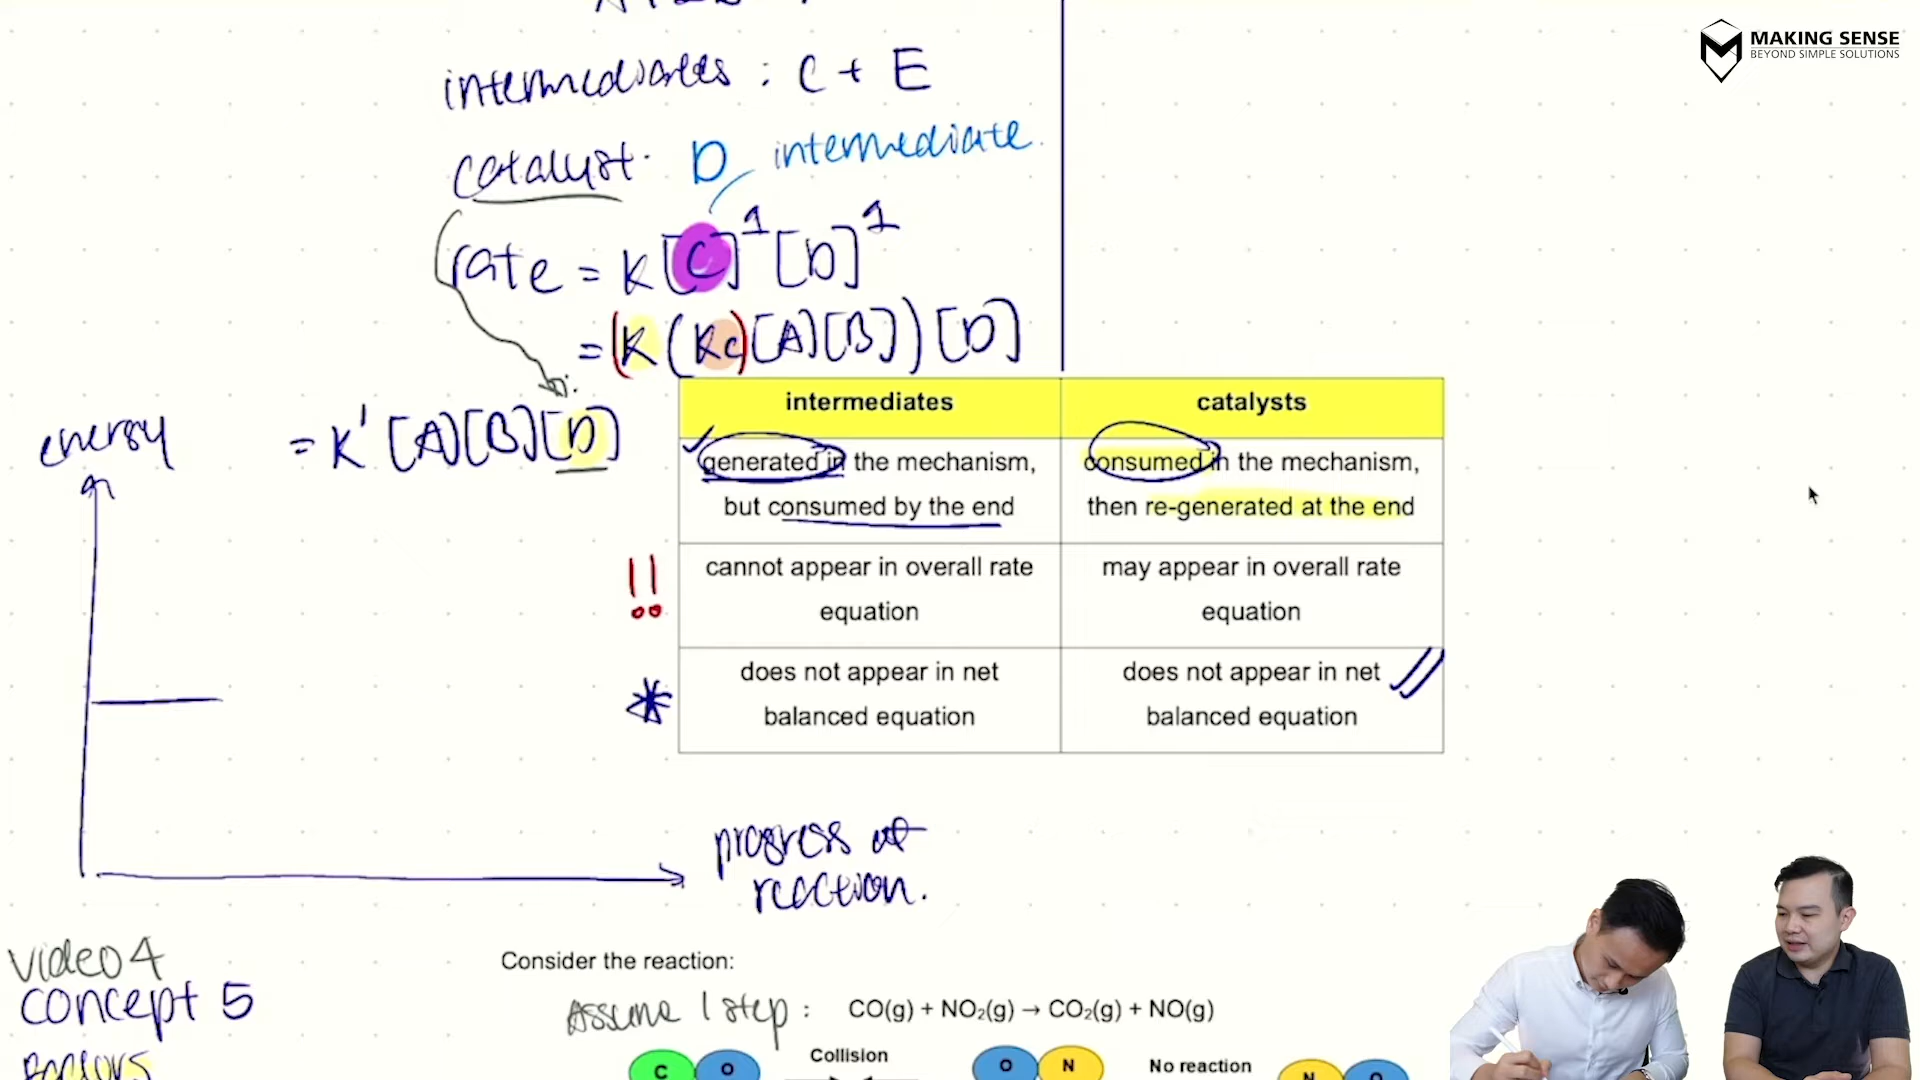 MAKING SENSE
BEYOND SIMPLE SOLUTIONS
intermediates : C + E
catalyst. D intermediate.
rate = K [C]¹ [D]¹
= (K (Kc) [A][B]) [D]
energy
= K' [A][B][D]
intermediates
catalysts
generated in the mechanism,
but consumed by the end
consumed in the mechanism,
then re-generated at the end
!!
cannot appear in overall rate
equation
may appear in overall rate
equation
*
does not appear in net
balanced equation
does not appear in net
balanced equation
progress of
reaction.
video 4
concept 5
Consider the reaction:
Assume 1 step : CO(g) + NO₂(g) → CO₂(g) + NO(g)
Collision
No reaction
C O
O N
N O